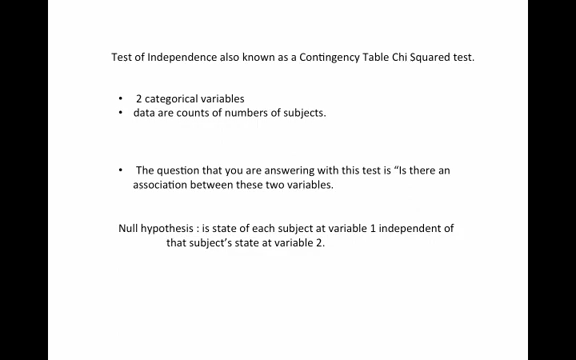 Test of Independence also known as a Contingency Table Chi Squared test.
• 2 categorical variables
• data are counts of numbers of subjects.
• The question that you are answering with this test is “Is there an
association between these two variables.
Null hypothesis : is state of each subject at variable 1 independent of
that subject’s state at variable 2.